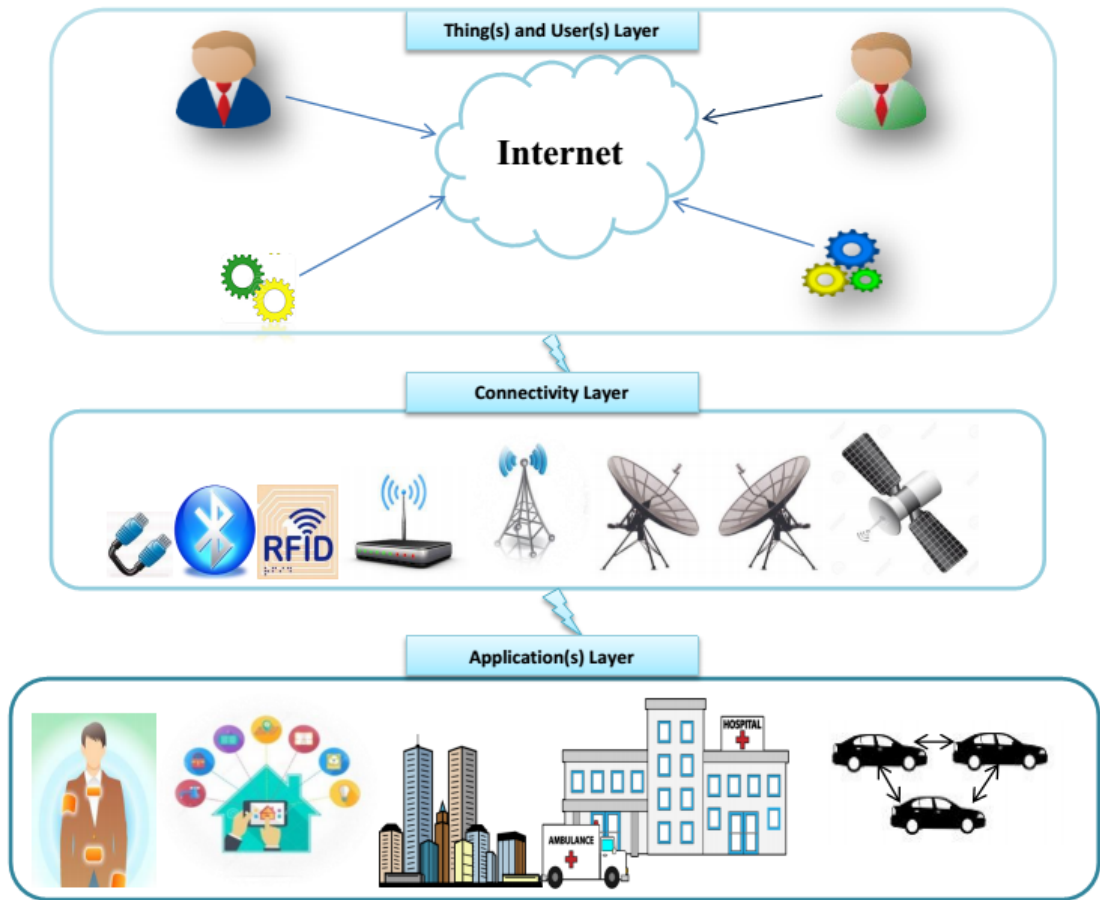 Thing(s) and User(s) Layer
Internet
Connectivity Layer
RFID
Application(s) Layer
HOSPITAL
AMBULANCE